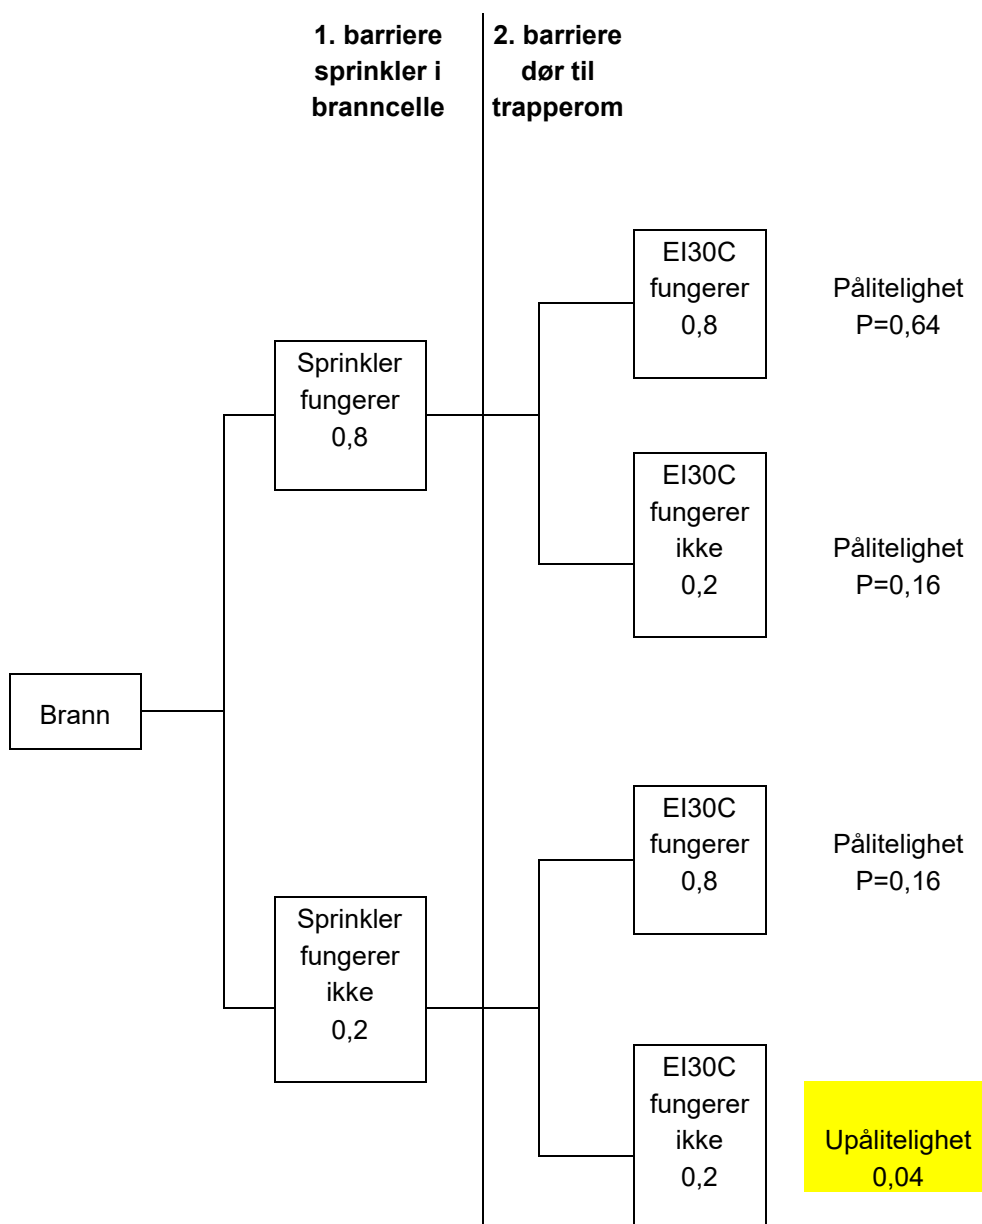 1. barriere
sprinkler i
branncelle
2. barriere
dør til
trapperom
EI30C
fungerer
0,8
Pålitelighet
P=0,64
Sprinkler
fungerer
0,8
EI30C
fungerer
ikke
0,2
Pålitelighet
P=0,16
Brann
EI30C
fungerer
0,8
Pålitelighet
P=0,16
Sprinkler
fungerer
ikke
0,2
EI30C
fungerer
ikke
0,2
Upålitelighet
0,04